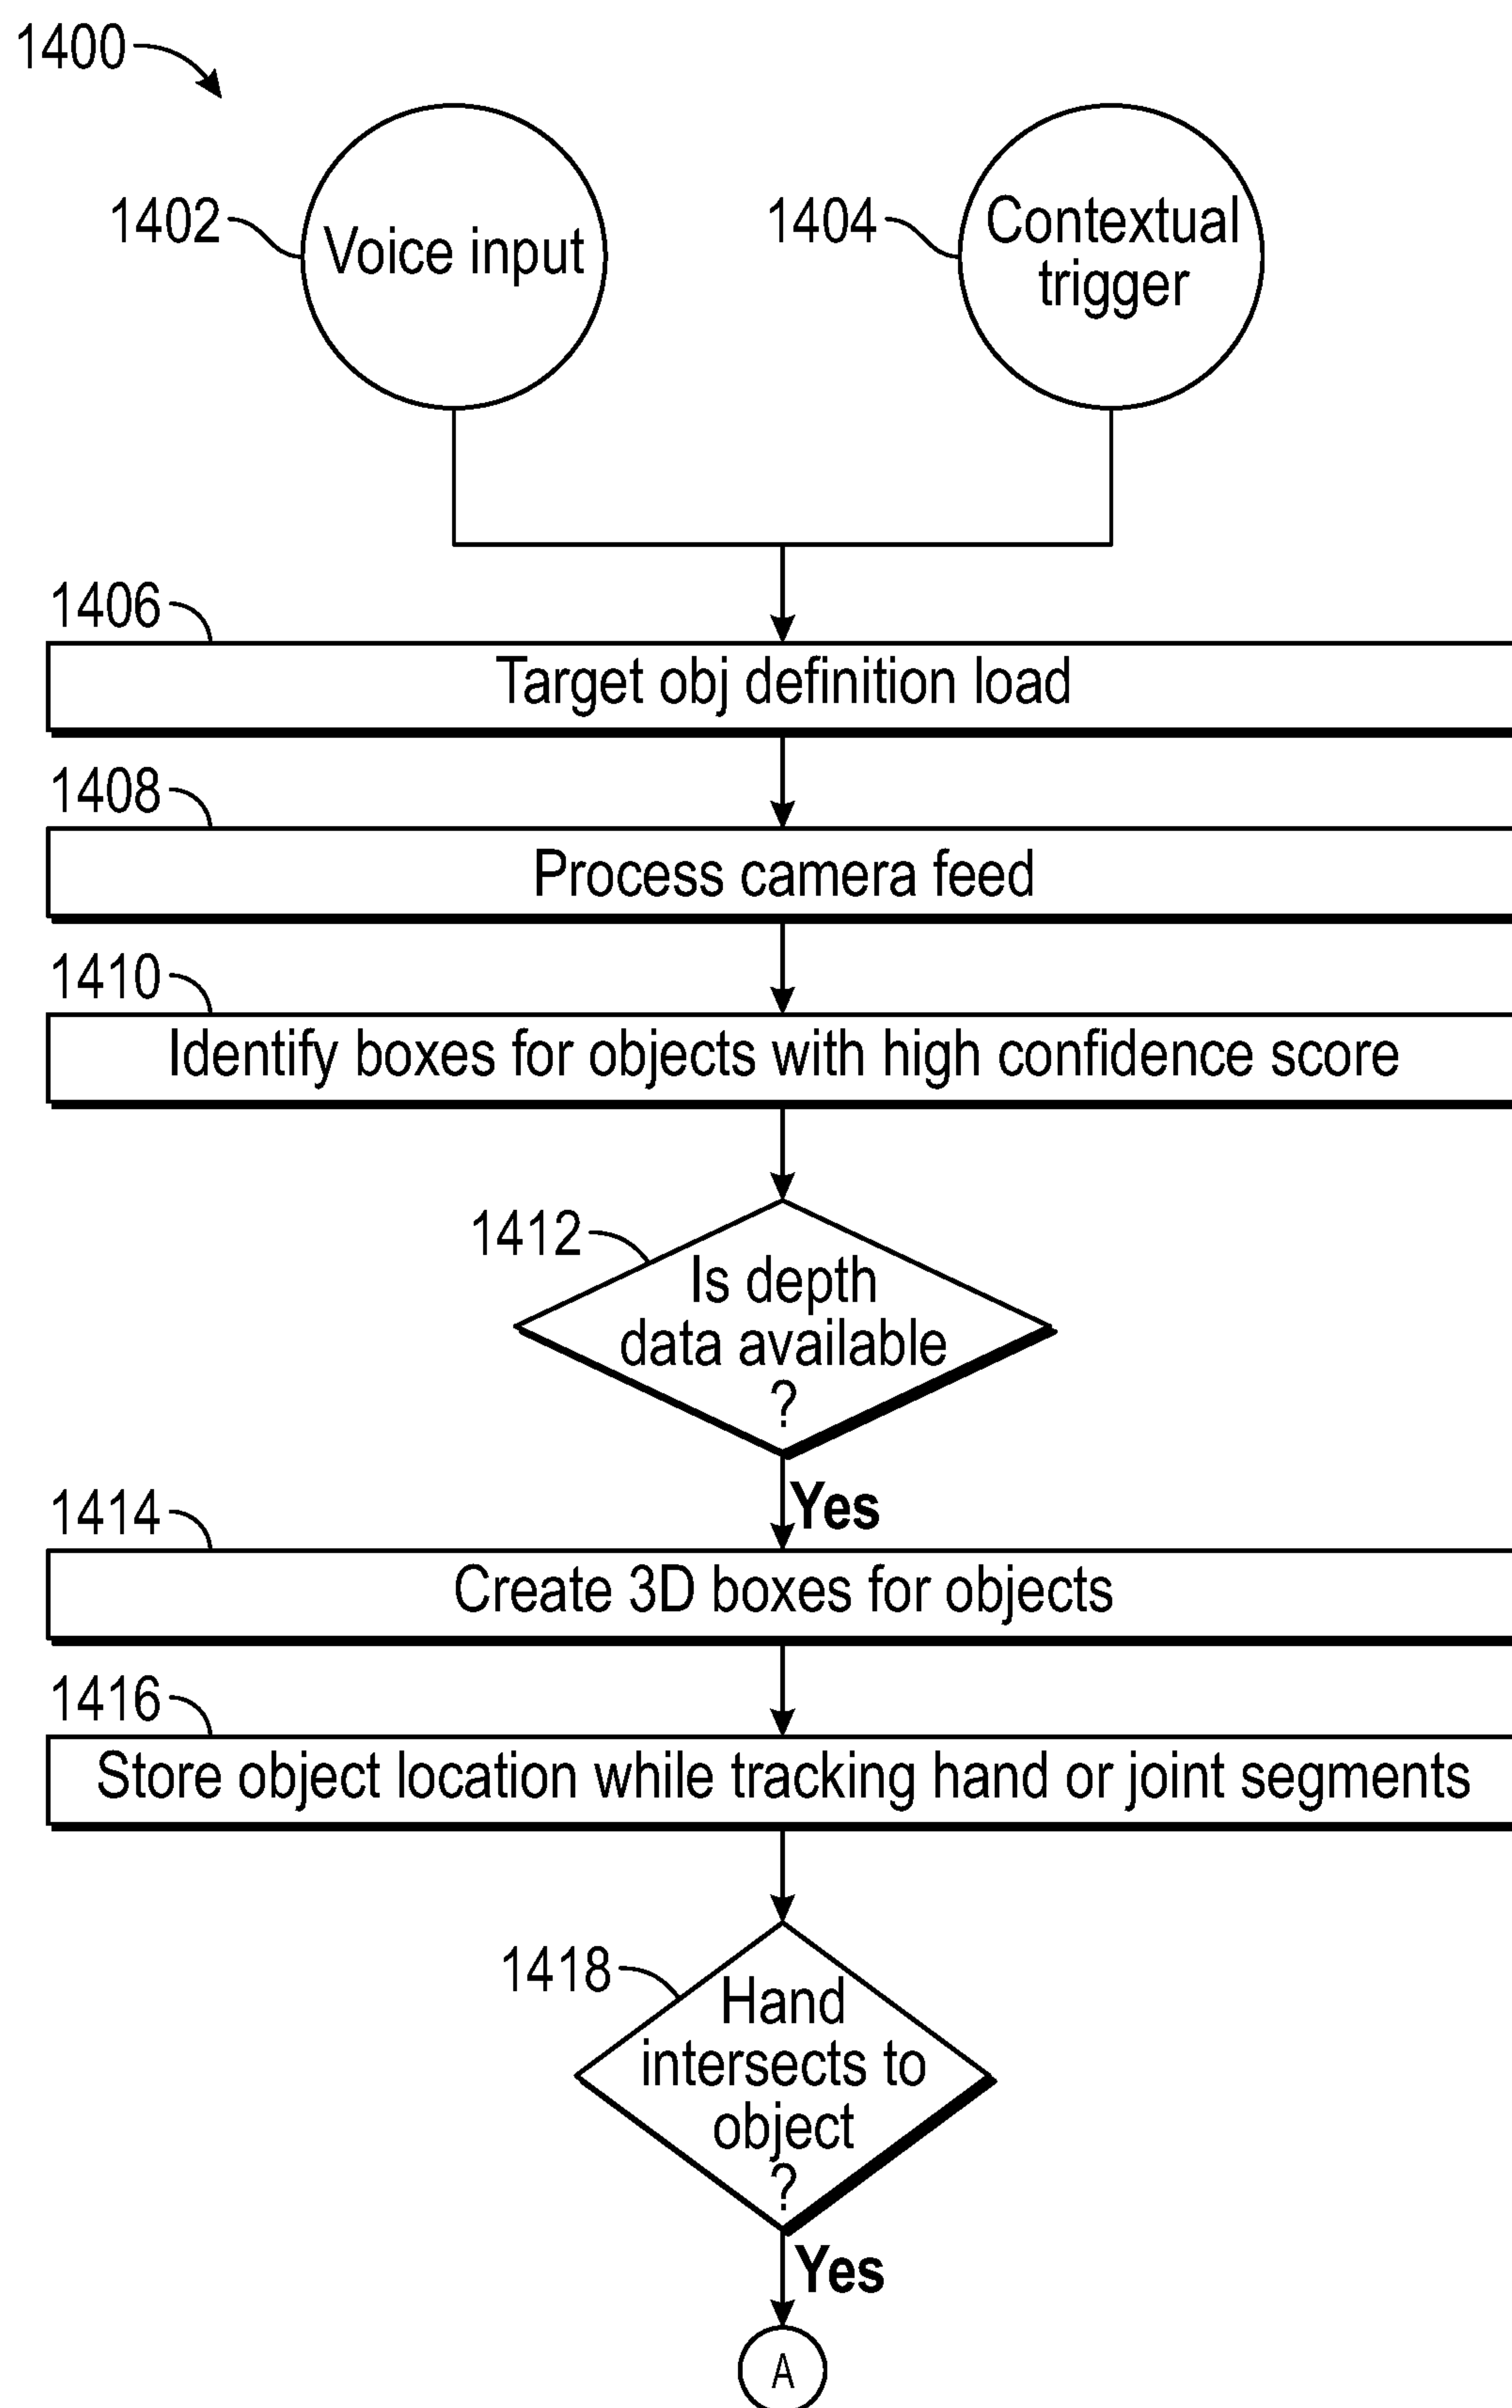 1400
1402
Voice input
1404
Contextual
trigger
1406
Target obj definition load
1408
Process camera feed
1410
Identify boxes for objects with high confidence score
1412
Is depth
data available
?
Yes
1414
Create 3D boxes for objects
1416
Store object location while tracking hand or joint segments
1418
Hand
intersects to
object
?
Yes
A